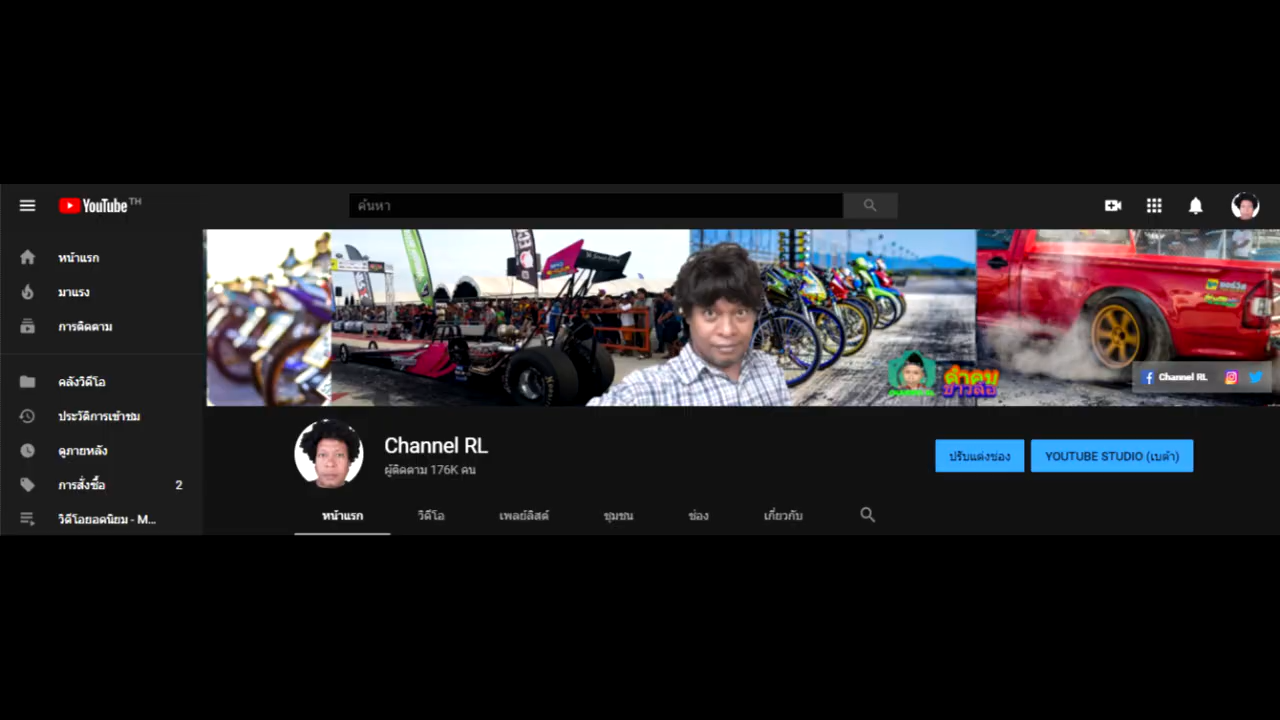 YouTube TH
ค้นหา
หน้าแรก
มาแรง
การติดตาม
คลังวิดีโอ
ประวัติการเข้าชม
ดูภายหลัง
การสั่งซื้อ 2
วิดีโอยอดนิยม - M...
Channel RL
Channel RL
ผู้ติดตาม 176K คน
ปรับแต่งช่อง
YOUTUBE STUDIO (เบต้า)
หน้าแรก
วิดีโอ
เพลย์ลิสต์
ชุมชน
ช่อง
เกี่ยวกับ